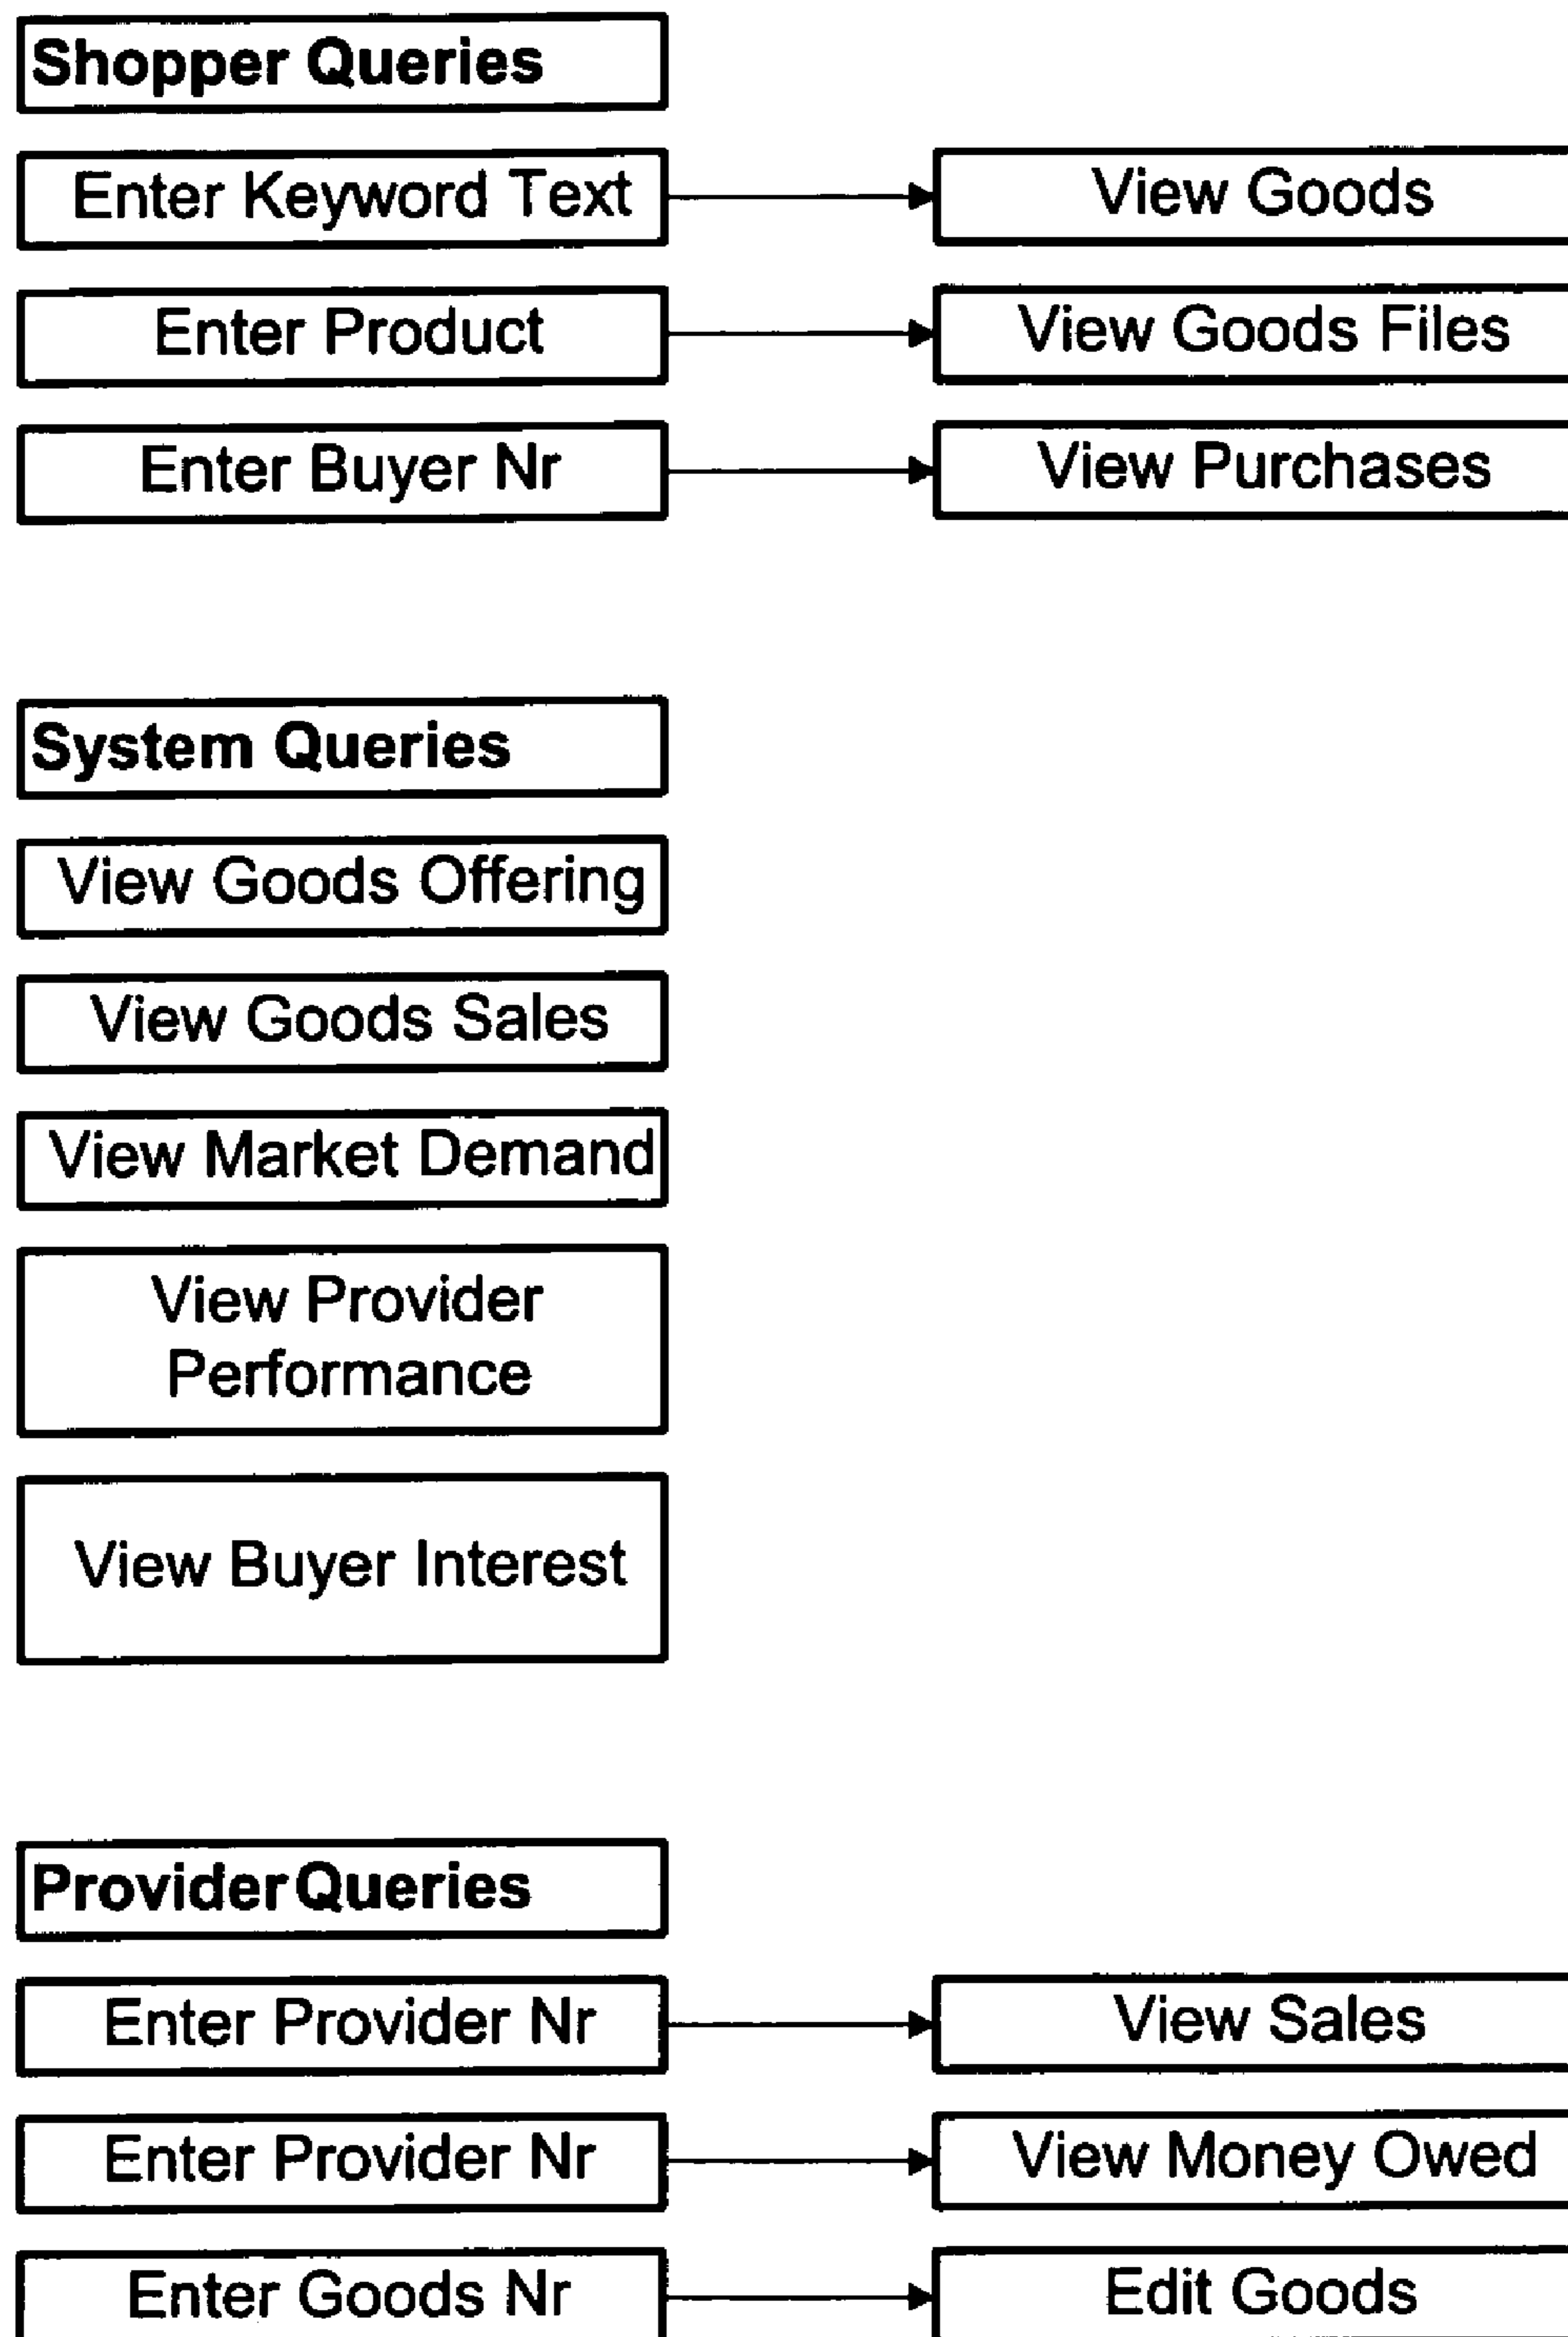 Shopper Queries
Enter Keyword Text
View Goods
Enter Product
View Goods Files
Enter Buyer Nr
View Purchases
System Queries
View Goods Offering
View Goods Sales
View Market Demand
View Provider
Performance
View Buyer Interest
Provider Queries
Enter Provider Nr
View Sales
Enter Provider Nr
View Money Owed
Enter Goods Nr
Edit Goods